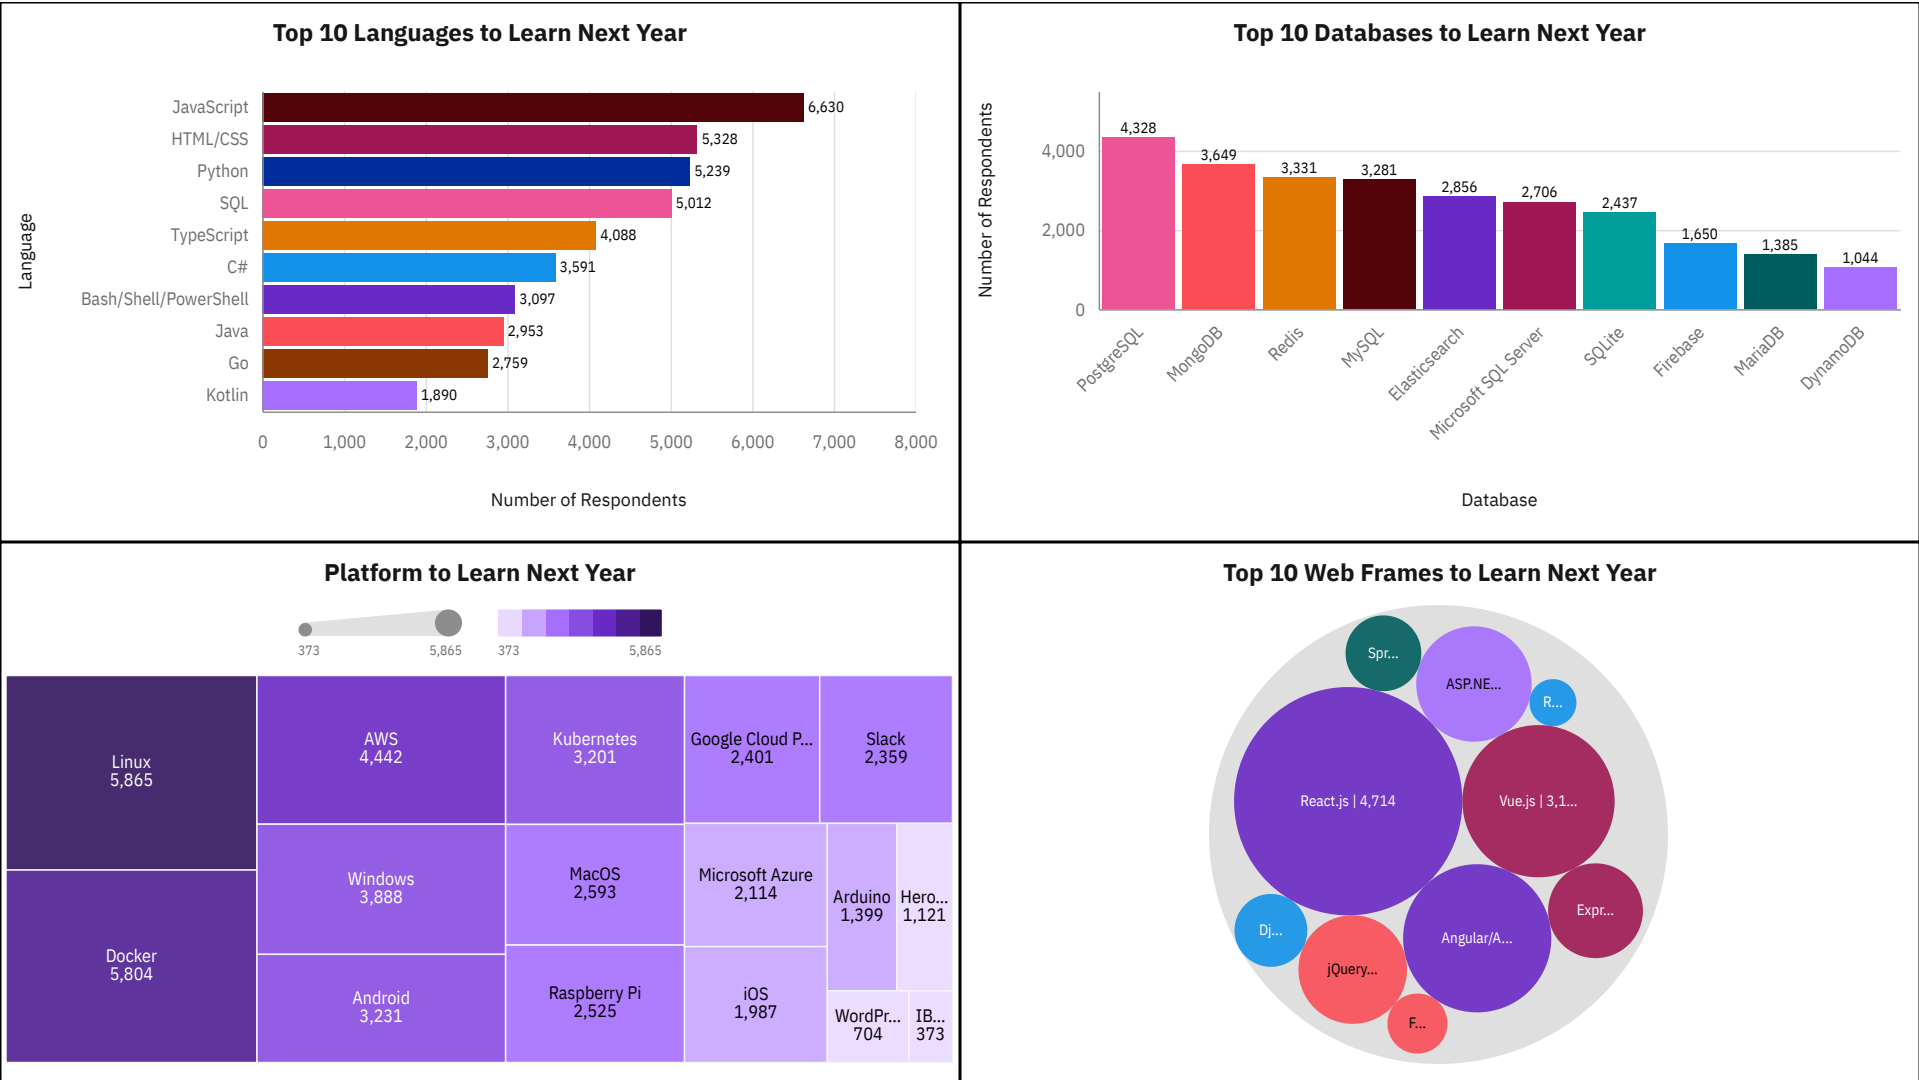 Top 10 Languages to Learn Next Year
Language
JavaScript 6,630
HTML/CSS 5,328
Python 5,239
SQL 5,012
TypeScript 4,088
C# 3,591
Bash/Shell/PowerShell 3,097
Java 2,953
Go 2,759
Kotlin 1,890
0 1,000 2,000 3,000 4,000 5,000 6,000 7,000 8,000
Number of Respondents
Top 10 Databases to Learn Next Year
Number of Respondents
4,000
2,000
0
4,328 3,649 3,331 3,281 2,856 2,706 2,437 1,650 1,385 1,044
PostgreSQL MongoDB Redis MySQL Elasticsearch Microsoft SQL Server SQLite Firebase MariaDB DynamoDB
Database
Platform to Learn Next Year
373 5,865 373 5,865
Linux
5,865
Docker
5,804
AWS
4,442
Windows
3,888
Android
3,231
Kubernetes
3,201
MacOS
2,593
Raspberry Pi
2,525
Google Cloud P...
2,401
Slack
2,359
Microsoft Azure
2,114
iOS
1,987
Arduino
1,399
Hero...
1,121
WordPr...
704
IB...
373
Top 10 Web Frames to Learn Next Year
Spr...
ASP.NE...
R...
React.js | 4,714
Vue.js | 3,1...
Expr...
Dj...
Angular/A...
jQuery...
F...